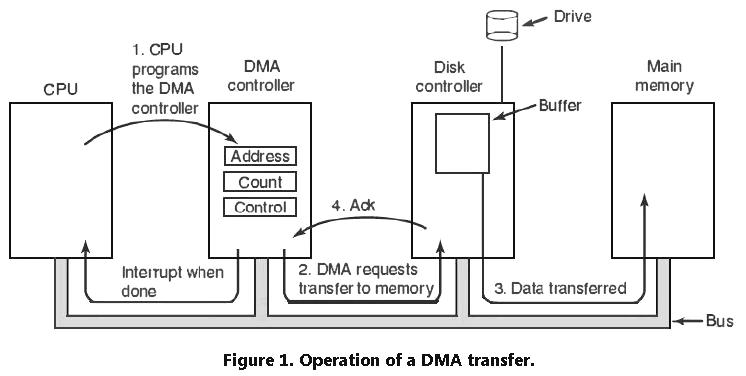 Drive
1. CPU
programs
the DMA
controller
CPU
DMA
controller
Disk
controller
Main
memory
Buffer
Address
Count
Control
4. Ack
Interrupt when
done
2. DMA requests
transfer to memory
3. Data transferred
Bus
Figure 1. Operation of a DMA transfer.